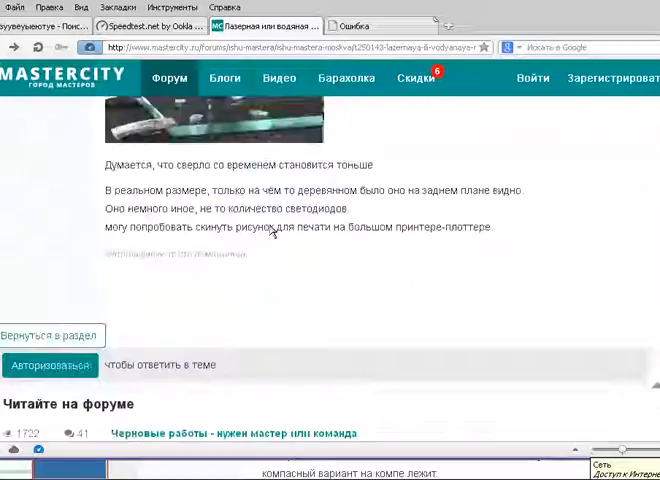 Файл Правка Вид Закладки Инструменты Справка
Speedtest.net by Ookla ... Лазерная или водяная ... Ошибка
http://www.mastercity.ru/forums/ishu-mastera/ishu-mastera-moskva/t250143-lazernaya-ili-vodyanaya-r Искать в Google
MASTERCITY
ГОРОД МАСТЕРОВ
Форум Блоги Видео Барахолка Скидки 6 Войти Зарегистрироват
Думается, что сверло со временем становится тоньше
В реальном размере, только на чём то деревянном было оно на заднем плане видно.
Оно немного иное, не то количество светодиодов.
могу попробовать скинуть рисунок для печати на большом принтере-плоттере.
Вернуться в раздел
Авторизоваться чтобы ответить в теме
Читайте на форуме
1722 41 Черновые работы - нужен мастер или команда
Сеть
Доступ к Интерне
компасный вариант на компе лежит.